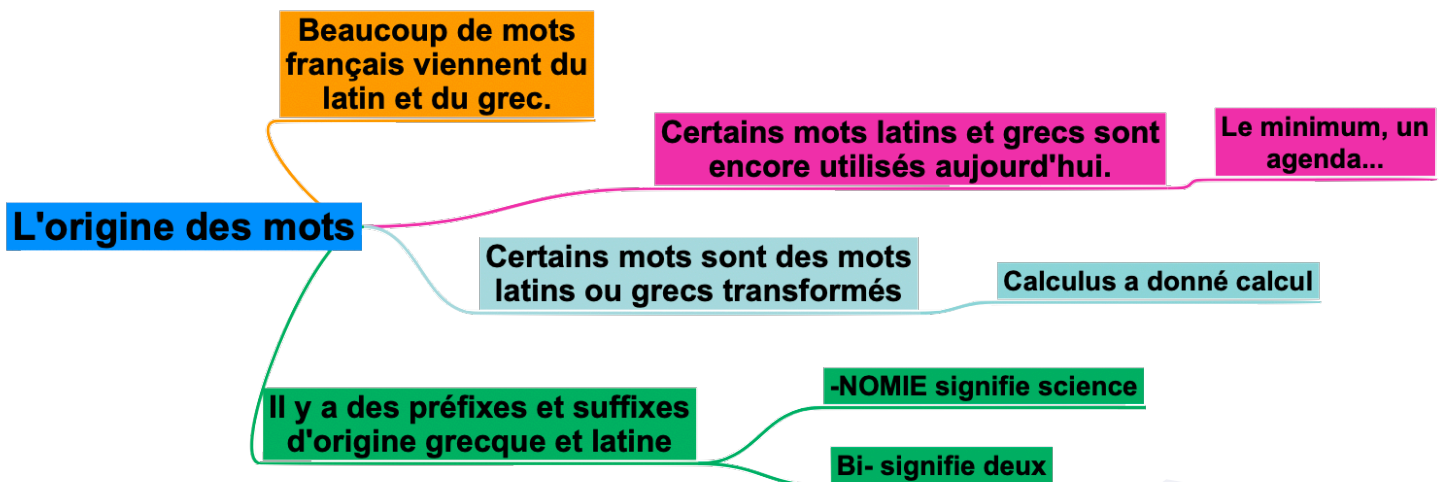 Beaucoup de mots
français viennent du
latin et du grec.
Certains mots latins et grecs sont
encore utilisés aujourd'hui.
Le minimum, un
agenda...
L'origine des mots
Certains mots sont des mots
latins ou grecs transformés
Calculus a donné calcul
Il y a des préfixes et suffixes
d'origine grecque et latine
-NOMIE signifie science
Bi- signifie deux